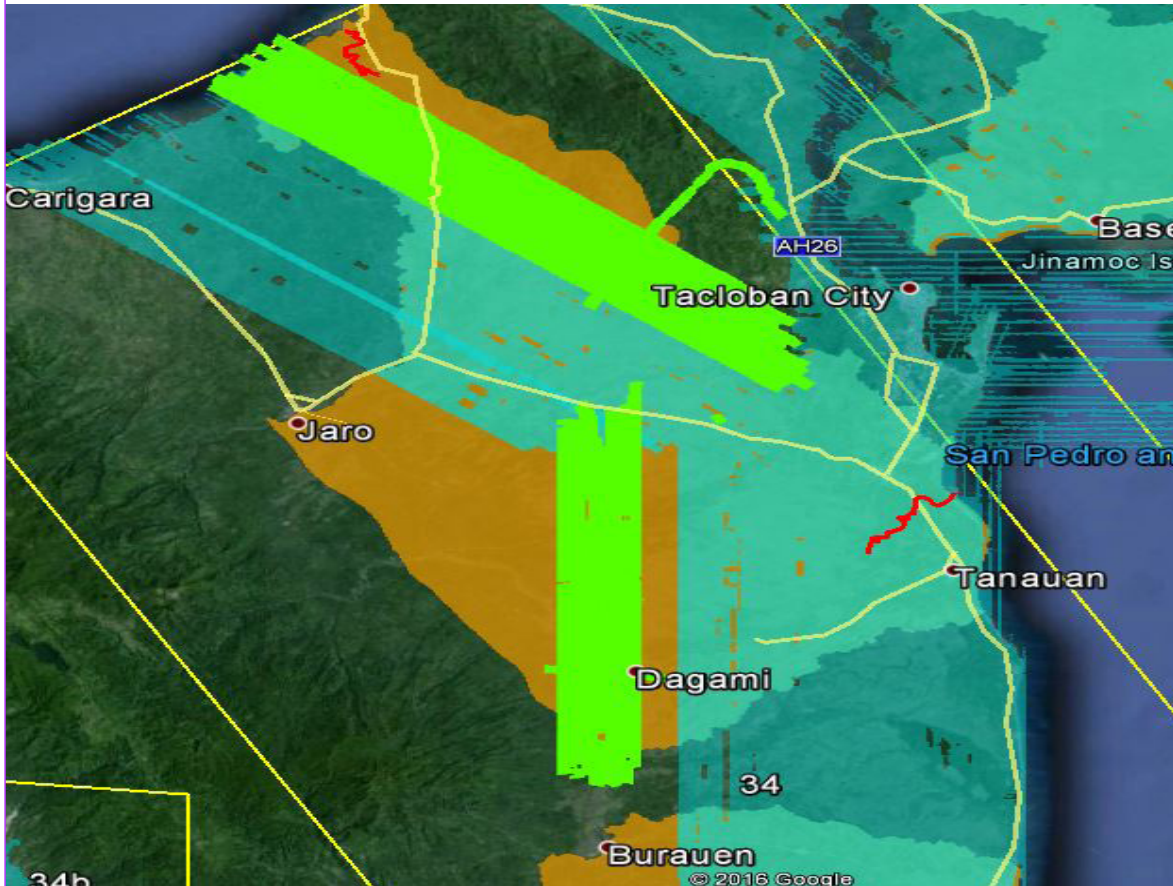 Carigara
Base
AH26
Jinamoc Is
Tacloban City
Jaro
San Pedro an
Tanauan
Dagami
34
Burauen
34b
© 2016 Google